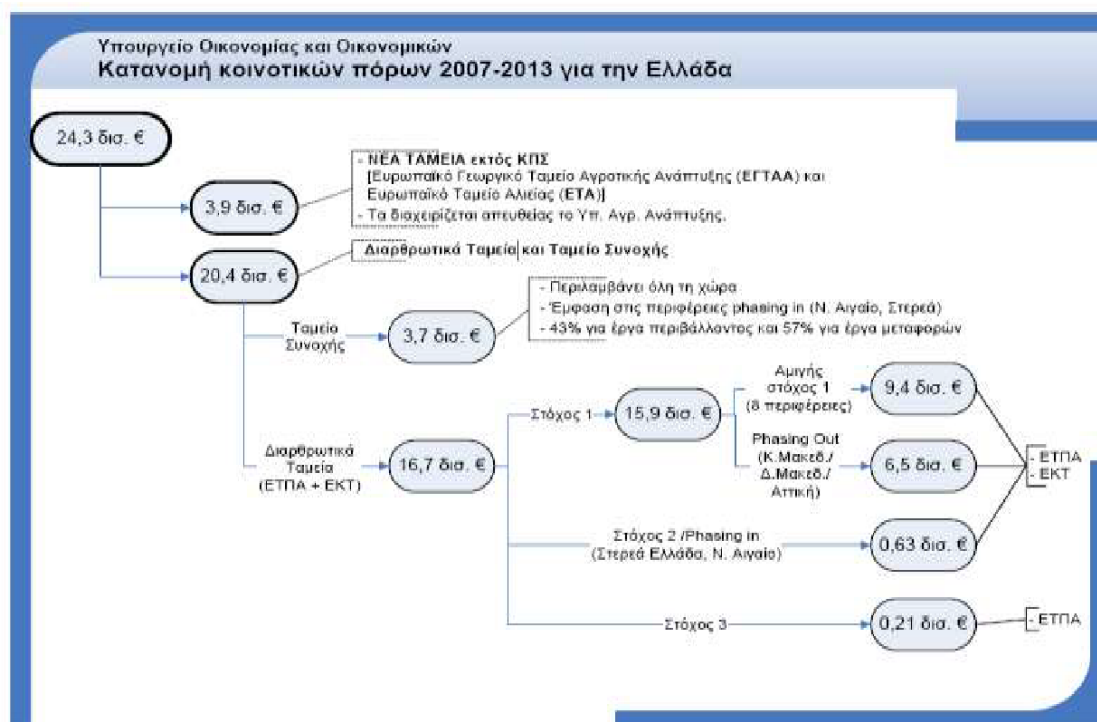 Υπουργείο Οικονομίας και Οικονομικών
Κατανομή κοινοτικών πόρων 2007-2013 για την Ελλάδα
24,3 δισ. €
- ΝΕΑ ΤΑΜΕΙΑ εκτός ΚΠΣ
[Ευρωπαϊκό Γεωργικό Ταμείο Αγροτικής Ανάπτυξης (ΕΓΤΑΑ) και
Ευρωπαϊκό Ταμείο Αλιείας (ΕΤΑ)]
- Τα διαχειρίζεται απευθείας το Υπ. Αγρ. Ανάπτυξης.
3,9 δισ. €
Διαρθρωτικά Ταμεία και Ταμείο Συνοχής
20,4 δισ. €
- Περιλαμβάνει όλη τη χώρα
- Έμφαση στις περιφέρειες phasing in (Ν. Αιγαίο, Στερεά)
- 43% για έργα περιβάλλοντος και 57% για έργα μεταφορών
Ταμείο
Συνοχής
3,7 δισ. €
Διαρθρωτικά
Ταμεία
(ΕΤΠΑ + ΕΚΤ)
16,7 δισ. €
Στόχος 1
15,9 δισ. €
Αμιγής
στόχος 1
(8 περιφέρειες)
9,4 δισ. €
Phasing Out
(Κ.Μακεδ./
Δ.Μακεδ./
Αττική)
6,5 δισ. €
- ΕΤΠΑ
- ΕΚΤ
Στόχος 2 /Phasing in
(Στερεά Ελλάδα, Ν. Αιγαίο)
0,63 δισ. €
Στόχος 3
0,21 δισ. €
- ΕΤΠΑ